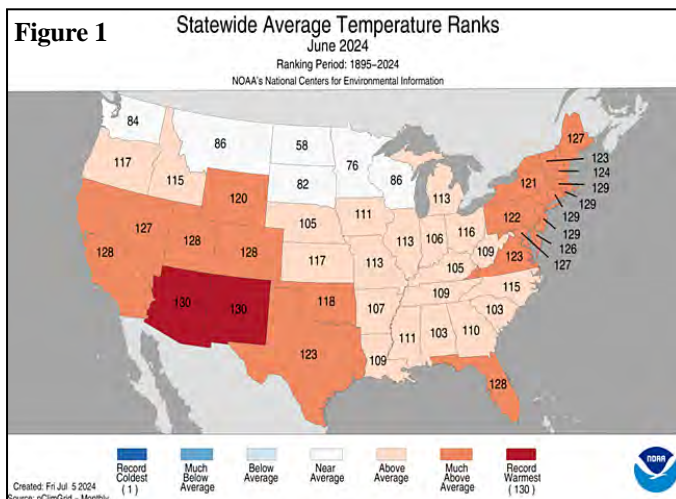 Figure 1
Statewide Average Temperature Ranks
June 2024
Ranking Period: 1895–2024
NOAA's National Centers for Environmental Information
84
86
58
76
86
127
117
115
120
82
113
121
123
124
129
129
105
111
122
129
129
127
128
128
128
117
113
113
106
116
109
105
123
126
127
130
130
118
107
109
115
103
123
109
111
103
110
128
Record
Coldest
(1)
Much
Below
Average
Below
Average
Near
Average
Above
Average
Much
Above
Average
Record
Warmest
(130)
NOAA
Created: Fri Jul 5 2024
Source: nClimGrid - Monthly